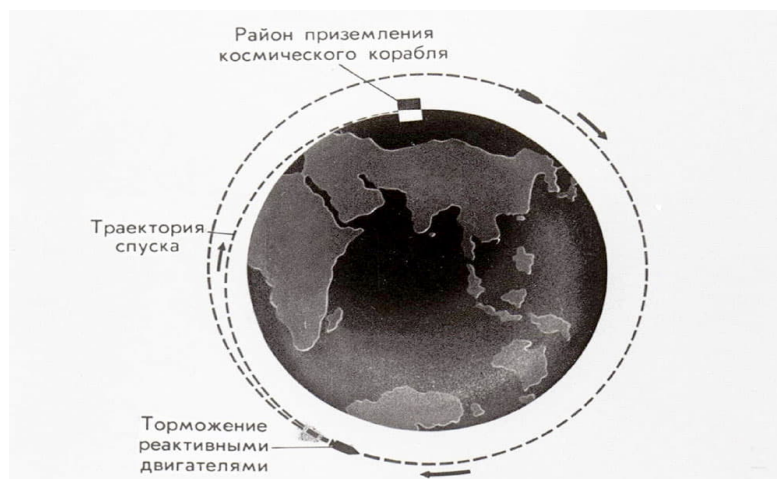 Район приземления
космического корабля
Траектория
спуска
Торможение
реактивными
двигателями